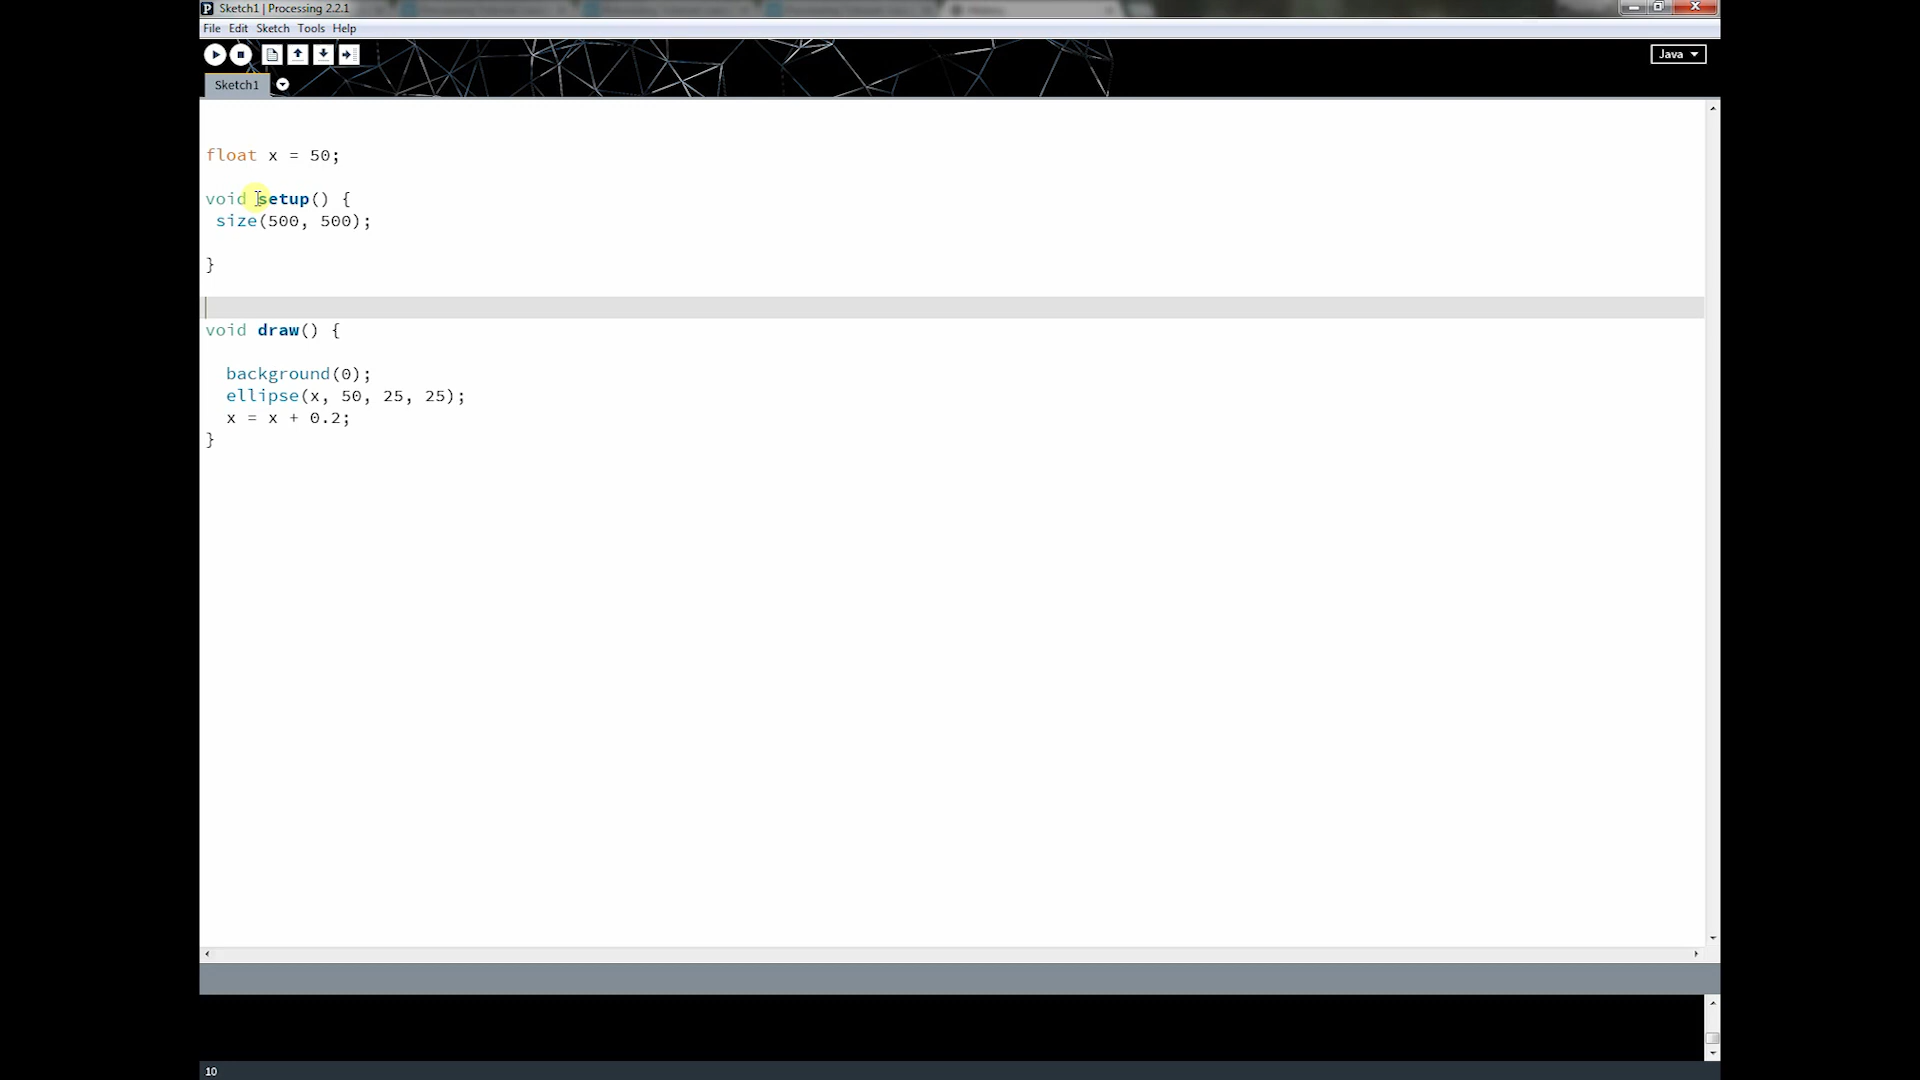 Sketch1 | Processing 2.2.1
File Edit Sketch Tools Help
Java
Sketch1
float x = 50;
void setup() {
size(500, 500);
}
void draw() {
background(0);
ellipse(x, 50, 25, 25);
x = x + 0.2;
}
10